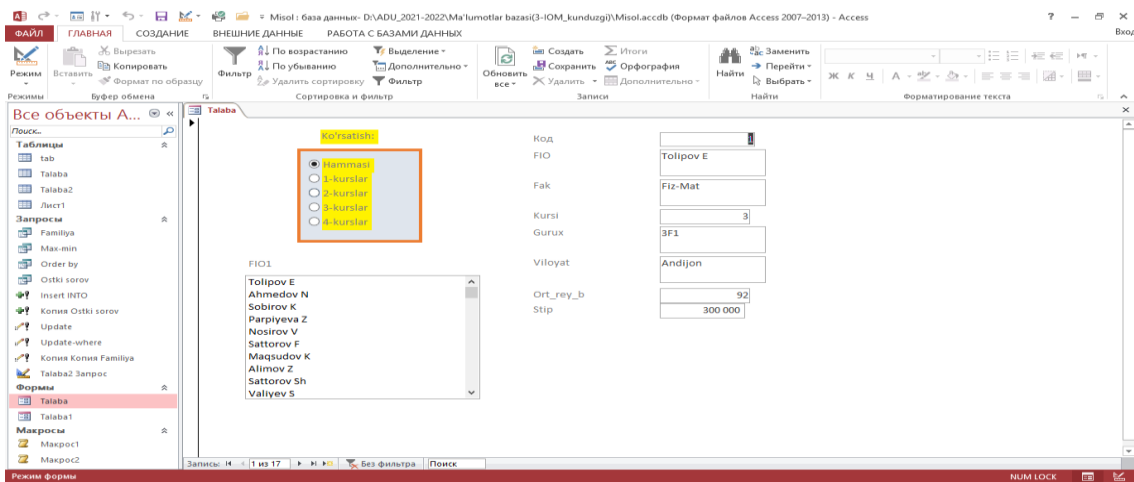 Misol : база данных- D:\ADU_2021-2022\Ma'lumotlar bazasi(3-IOM_kunduzgi)\Misol.accdb (Формат файлов Access 2007–2013) - Access
ФАЙЛ ГЛАВНАЯ СОЗДАНИЕ ВНЕШНИЕ ДАННЫЕ РАБОТА С БАЗАМИ ДАННЫХ Вход
Режим
Вставить
Вырезать
Копировать
Формат по образцу
Фильтр
По возрастанию
По убыванию
Удалить сортировку
Выделение
Дополнительно
Фильтр
Обновить все
Создать
Сохранить
Удалить
Итоги
Орфография
Дополнительно
Найти
Заменить
Перейти
Выбрать
Ж К Ч А
Режимы Буфер обмена Сортировка и фильтр Записи Найти Форматирование текста
Все объекты A...
Поиск...
Таблицы
tab
Talaba
Talaba2
Лист1
Запросы
Familiya
Max-min
Order by
Ostki sorov
Insert INTO
Копия Ostki sorov
Update
Update-where
Копия Копия Familiya
Talaba2 Запрос
Формы
Talaba
Talaba1
Макросы
Макрос1
Макрос2
Talaba
Ko'rsatish:
Hammasi
1-kurslar
2-kurslar
3-kurslar
4-kurslar
FIO1
Tolipov E
Ahmedov N
Sobirov K
Parpiyeva Z
Nosirov V
Sattorov F
Maqsudov K
Alimov Z
Sattorov Sh
Valiyev S
Код 1
FIO Tolipov E
Fak Fiz-Mat
Kursi 3
Gurux 3F1
Viloyat Andijon
Ort_rey_b 92
Stip 300 000
Запись: 1 из 17 Без фильтра Поиск
Режим формы NUM LOCK